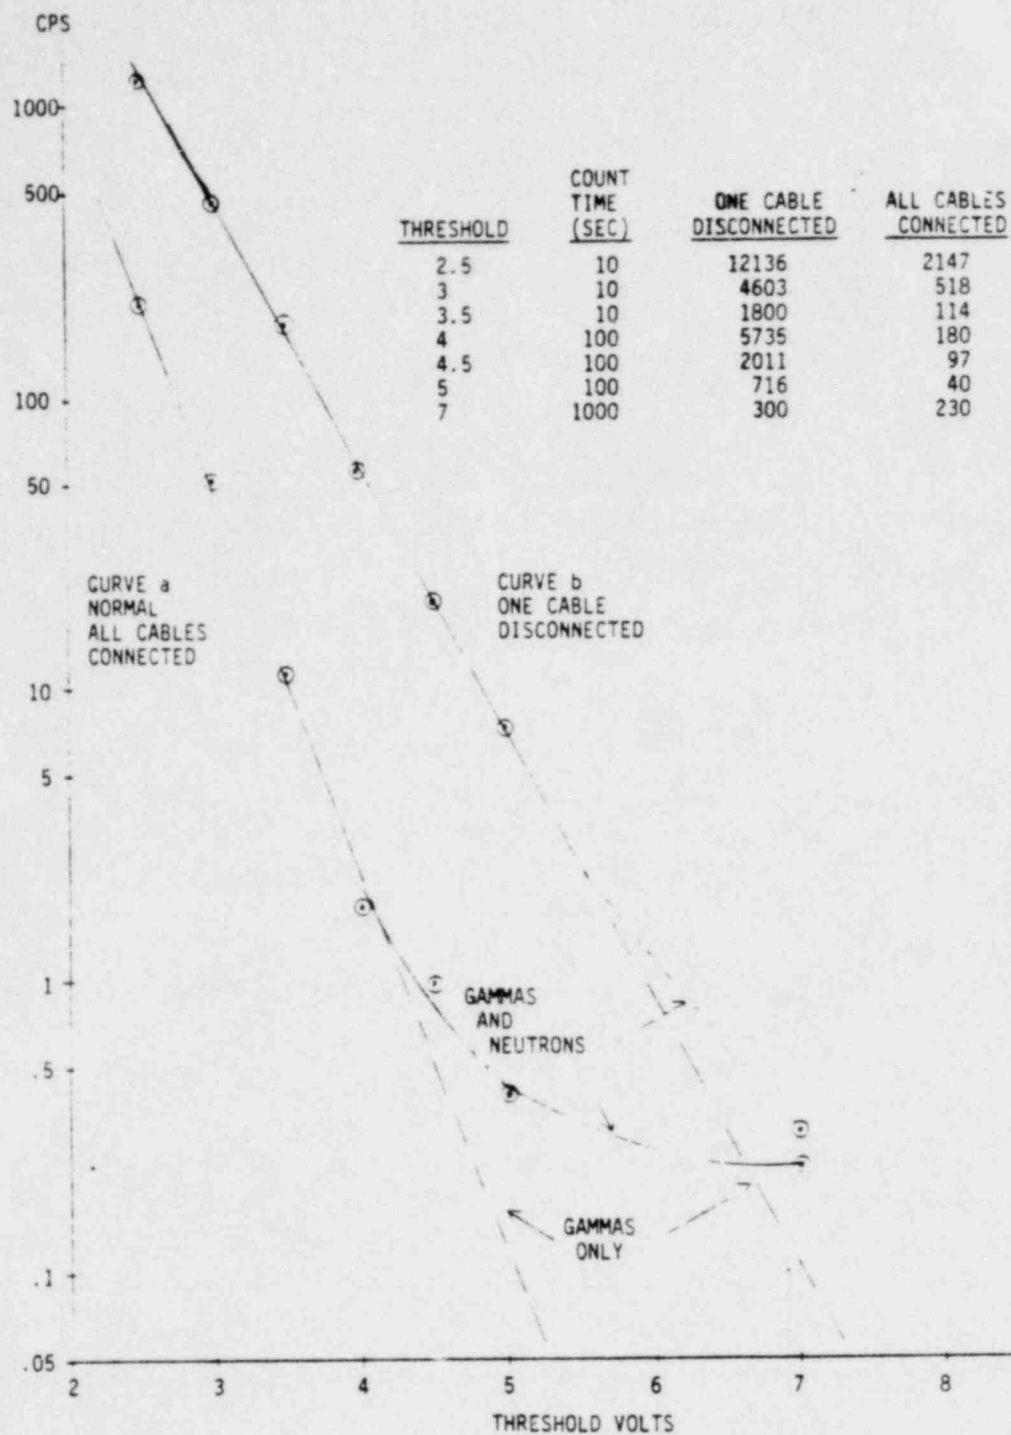 CPS
1000
500
100
50
10
5
1
.5
.1
.05
2 3 4 5 6 7 8
THRESHOLD VOLTS
THRESHOLD COUNT TIME (SEC) ONE CABLE DISCONNECTED ALL CABLES CONNECTED
2.5 10 12136 2147
3 10 4603 518
3.5 10 1800 114
4 100 5735 180
4.5 100 2011 97
5 100 716 40
7 1000 300 230
CURVE a
NORMAL
ALL CABLES
CONNECTED
CURVE b
ONE CABLE
DISCONNECTED
GAMMAS
AND
NEUTRONS
GAMMAS
ONLY